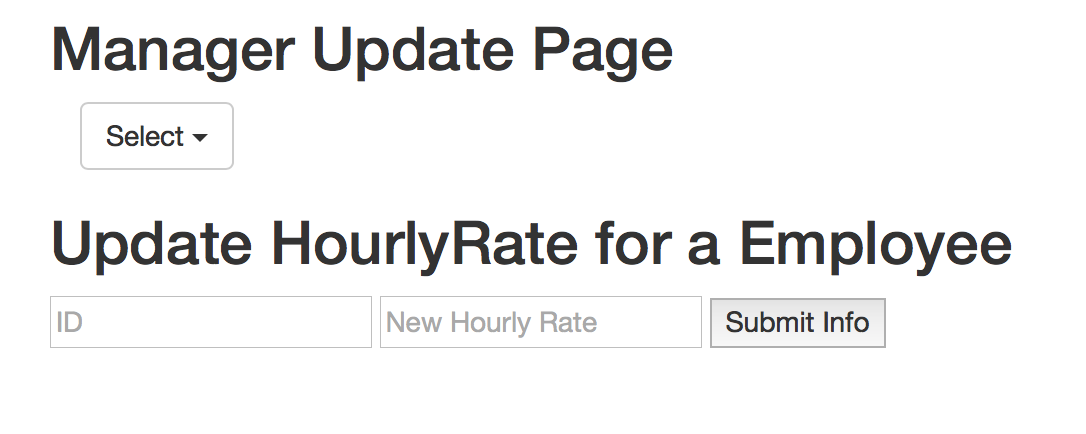 Manager Update Page
Select
Update HourlyRate for a Employee
ID New Hourly Rate Submit Info